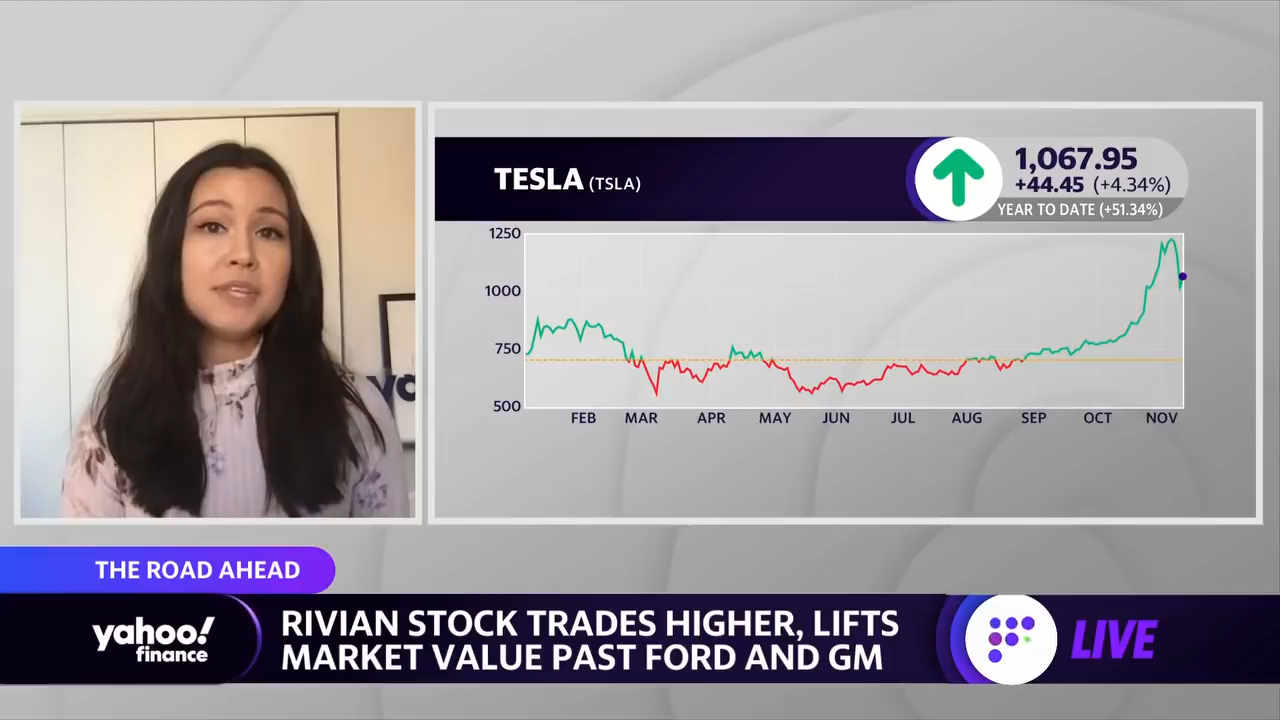 TESLA (TSLA)
1,067.95
+44.45 (+4.34%)
YEAR TO DATE (+51.34%)
1250
1000
750
500
FEB MAR APR MAY JUN JUL AUG SEP OCT NOV
THE ROAD AHEAD
yahoo!
finance
RIVIAN STOCK TRADES HIGHER, LIFTS
MARKET VALUE PAST FORD AND GM
LIVE